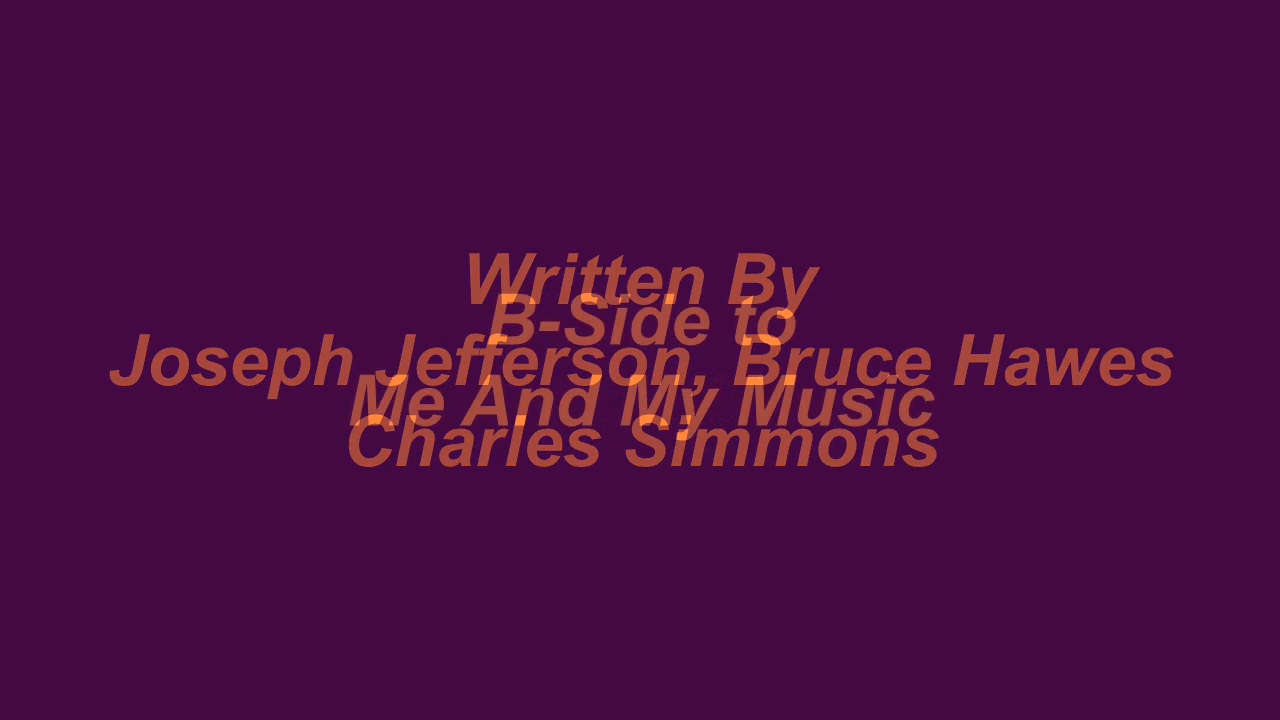 Written By
B-Side to
Joseph Jefferson, Bruce Hawes
Me And My Music
Charles Simmons